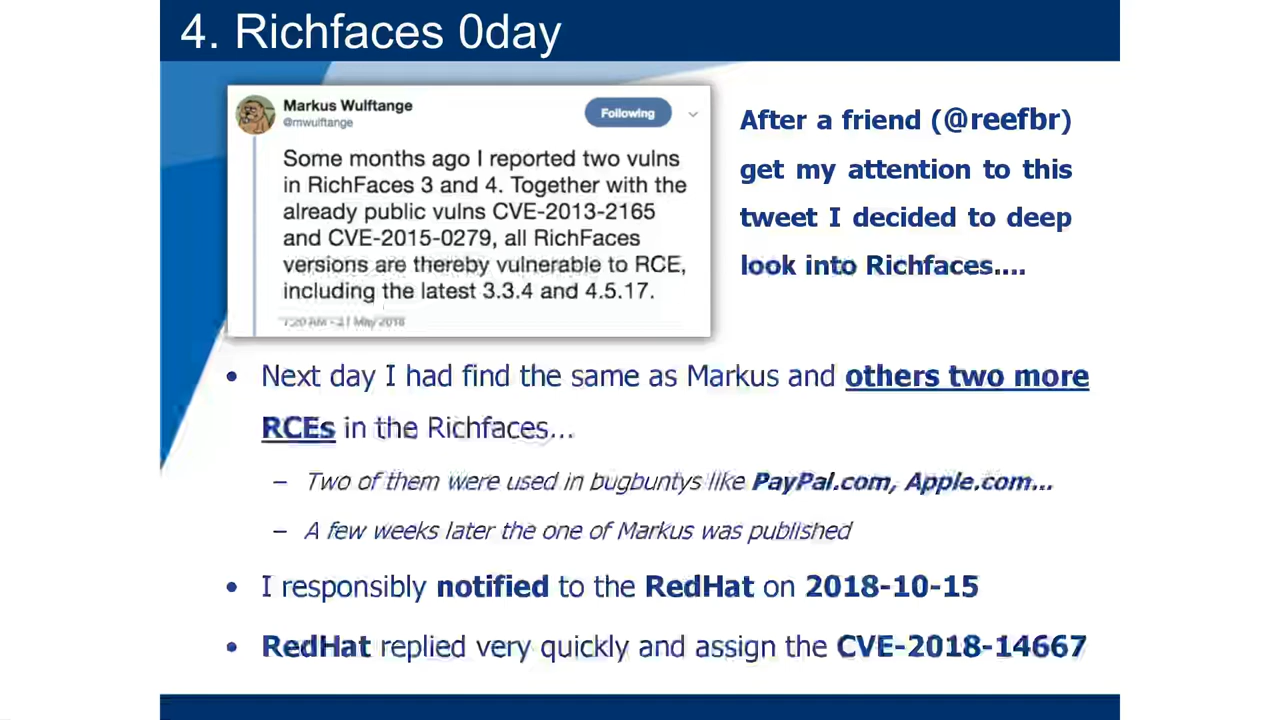 4. Richfaces 0day
Markus Wulftange
@mwulftange
Following
Some months ago I reported two vulns
in RichFaces 3 and 4. Together with the
already public vulns CVE-2013-2165
and CVE-2015-0279, all RichFaces
versions are thereby vulnerable to RCE,
including the latest 3.3.4 and 4.5.17.
7:20 AM - 31 May 2018
After a friend (@reefbr)
get my attention to this
tweet I decided to deep
look into Richfaces....
• Next day I had find the same as Markus and others two more
RCEs in the Richfaces...
– Two of them were used in bugbuntys like PayPal.com, Apple.com...
– A few weeks later the one of Markus was published
• I responsibly notified to the RedHat on 2018-10-15
• RedHat replied very quickly and assign the CVE-2018-14667